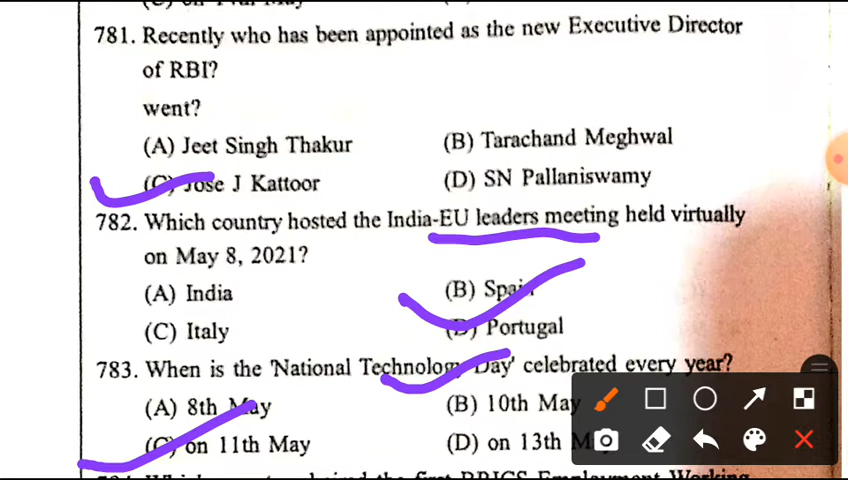 781. Recently who has been appointed as the new Executive Director
of RBI?
went?
(A) Jeet Singh Thakur (B) Tarachand Meghwal
(C) Jose J Kattoor (D) SN Pallaniswamy
782. Which country hosted the India-EU leaders meeting held virtually
on May 8, 2021?
(A) India (B) Spain
(C) Italy (D) Portugal
783. When is the 'National Technology Day' celebrated every year?
(A) 8th May (B) 10th May
(C) on 11th May (D) on 13th